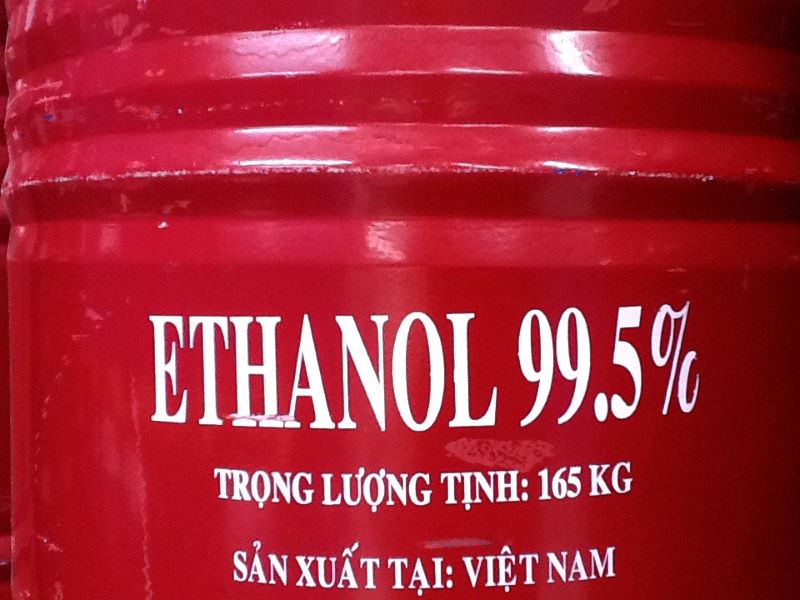 ETHANOL 99.5%
TRỌNG LƯỢNG TỊNH: 165 KG
SẢN XUẤT TẠI: VIỆT NAM